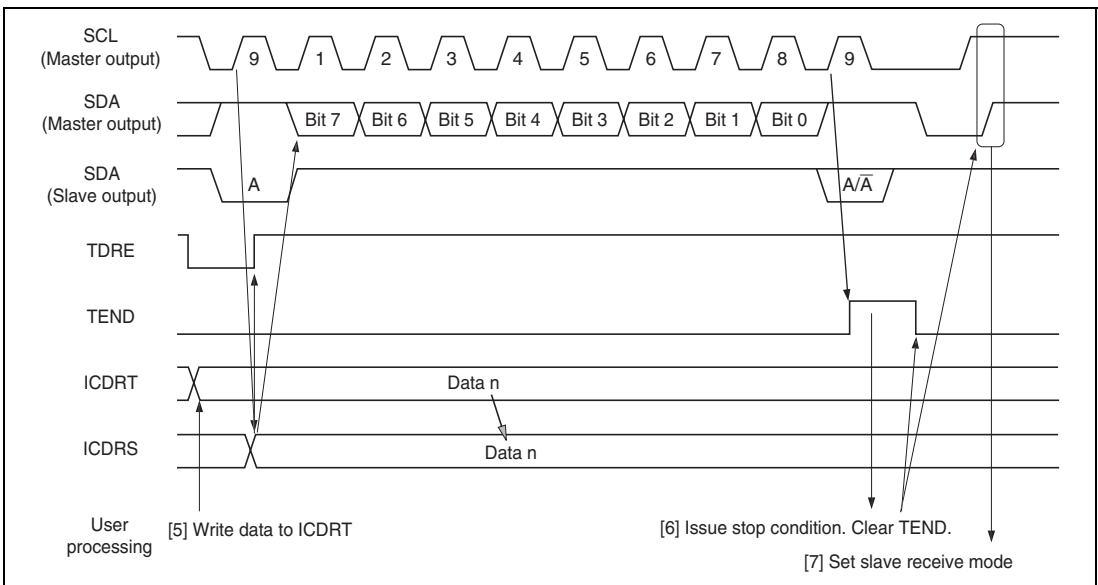 SCL
(Master output)
9 1 2 3 4 5 6 7 8 9
SDA
(Master output)
Bit 7 Bit 6 Bit 5 Bit 4 Bit 3 Bit 2 Bit 1 Bit 0
SDA
(Slave output)
A A/A̅
TDRE
TEND
ICDRT
Data n
ICDRS
Data n
User
processing
[5] Write data to ICDRT
[6] Issue stop condition. Clear TEND.
[7] Set slave receive mode